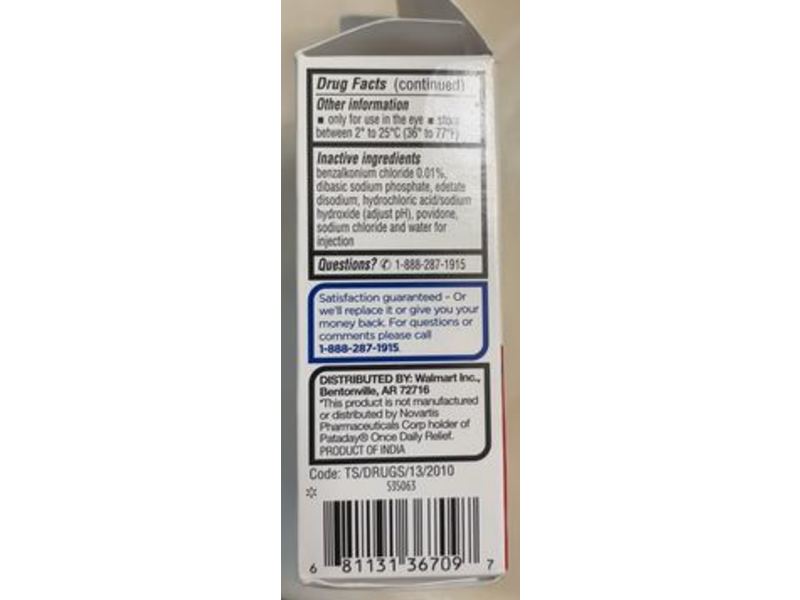 Drug Facts (continued)
Other information
▪ only for use in the eye ▪ store
between 2° to 25°C (36° to 77°F)
Inactive ingredients
benzalkonium chloride 0.01%,
dibasic sodium phosphate, edetate
disodium, hydrochloric acid/sodium
hydroxide (adjust pH), povidone,
sodium chloride and water for
injection
Questions? ✆ 1-888-287-1915
Satisfaction guaranteed - Or
we'll replace it or give you your
money back. For questions or
comments please call
1-888-287-1915.
DISTRIBUTED BY: Walmart Inc.,
Bentonville, AR 72716
*This product is not manufactured
or distributed by Novartis
Pharmaceuticals Corp holder of
Pataday® Once Daily Relief.
PRODUCT OF INDIA
Code: TS/DRUGS/13/2010
535063
6 81131 36709 7